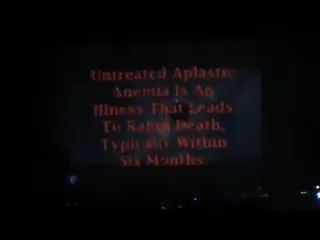 Untreated Aplastic
Anemia Is An
Illness That Leads
To Rapid Death,
Typically Within
Six Months.